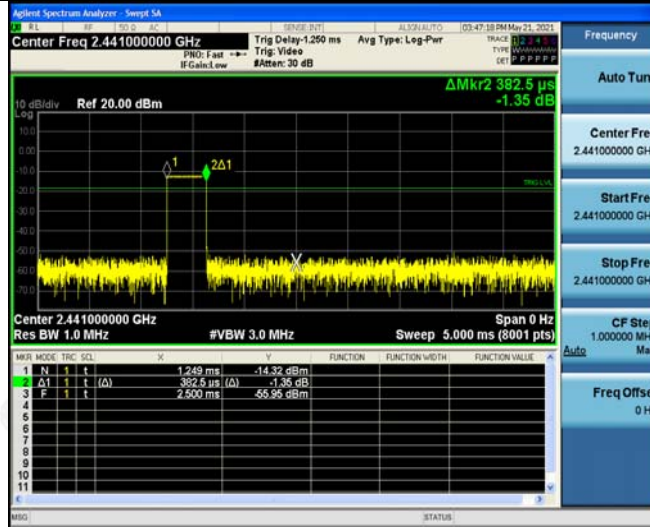 Agilent Spectrum Analyzer - Swept SA
RL RF 50 Ω AC SENSE:INT ALIGN AUTO 03:47:18 PM May 21, 2021
Center Freq 2.441000000 GHz
PNO: Fast
IFGain:Low
Trig Delay-1.250 ms
Trig: Video
#Atten: 30 dB
Avg Type: Log-Pwr
TRACE 1 2 3 4 5 6
TYPE
DET P P P P P P
ΔMkr2 382.5 µs
-1.35 dB
10 dB/div Ref 20.00 dBm
Log
10.0
0.00
-10.0
-20.0
-30.0
-40.0
-50.0
-60.0
-70.0
1
2Δ1
TRIG LVL
X
Center 2.441000000 GHz Span 0 Hz
Res BW 1.0 MHz #VBW 3.0 MHz Sweep 5.000 ms (8001 pts)
MKR MODE TRC SCL X Y FUNCTION FUNCTION WIDTH FUNCTION VALUE
1 N 1 t 1.249 ms -14.32 dBm
2 Δ1 1 t (Δ) 382.5 µs (Δ) -1.35 dB
3 F 1 t 2.500 ms -55.95 dBm
4
5
6
7
8
9
10
11
MSG STATUS
Frequency
Auto Tun
Center Fre
2.441000000 GH
Start Fre
2.441000000 GH
Stop Fre
2.441000000 GH
CF Ste
1.000000 MH
Auto Ma
Freq Offse
0 H